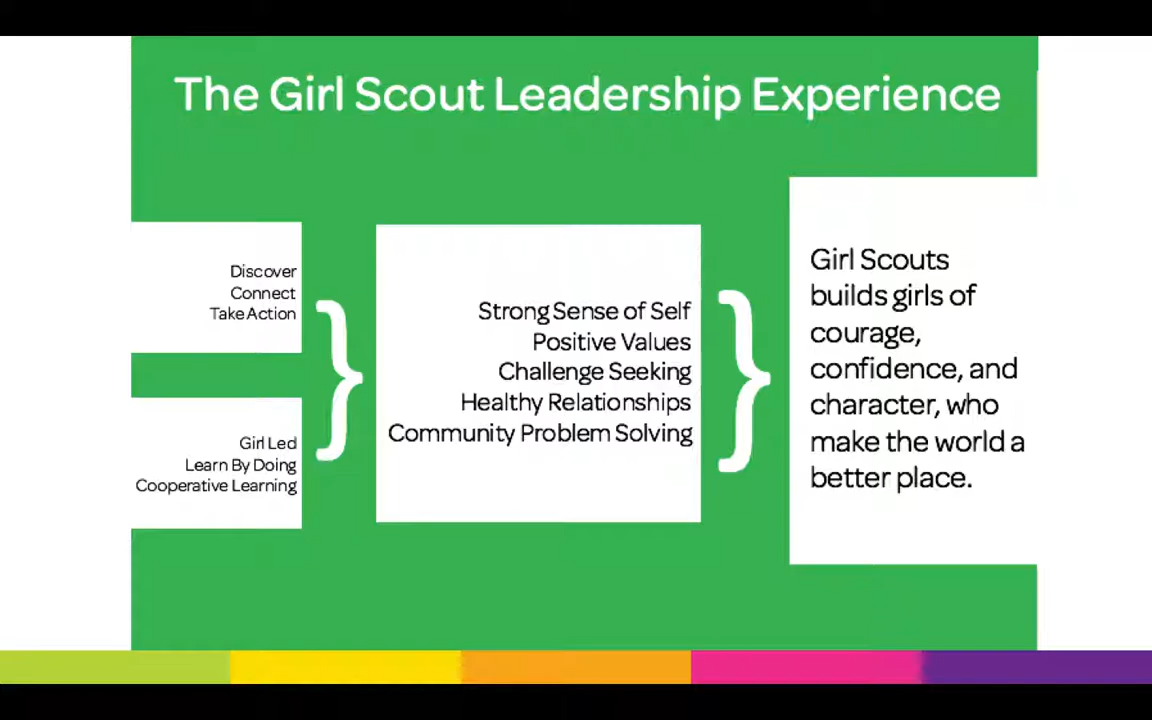 The Girl Scout Leadership Experience
Discover
Connect
Take Action
Girl Led
Learn By Doing
Cooperative Learning
}
Strong Sense of Self
Positive Values
Challenge Seeking
Healthy Relationships
Community Problem Solving
}
Girl Scouts
builds girls of
courage,
confidence, and
character, who
make the world a
better place.